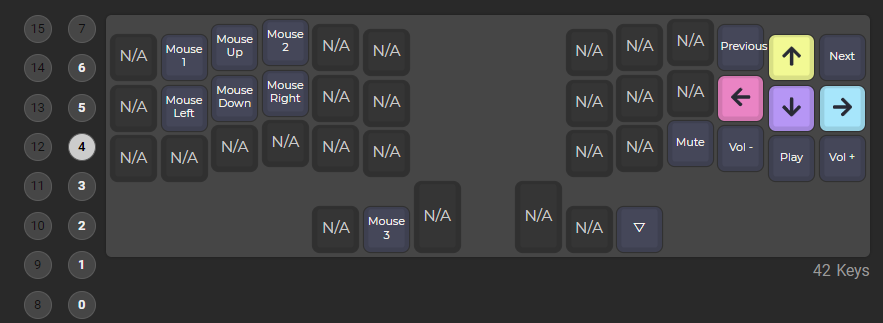 15 7
N/A Mouse 1 Mouse Up Mouse 2 N/A N/A N/A N/A N/A Previous ↑ Next
14 6
N/A Mouse Left Mouse Down Mouse Right N/A N/A N/A N/A N/A ← ↓ →
13 5
12 4
N/A N/A N/A N/A N/A N/A N/A N/A Mute Vol - Play Vol +
11 3
10 2
N/A Mouse 3 N/A N/A N/A ▽
9 1
42 Keys
8 0